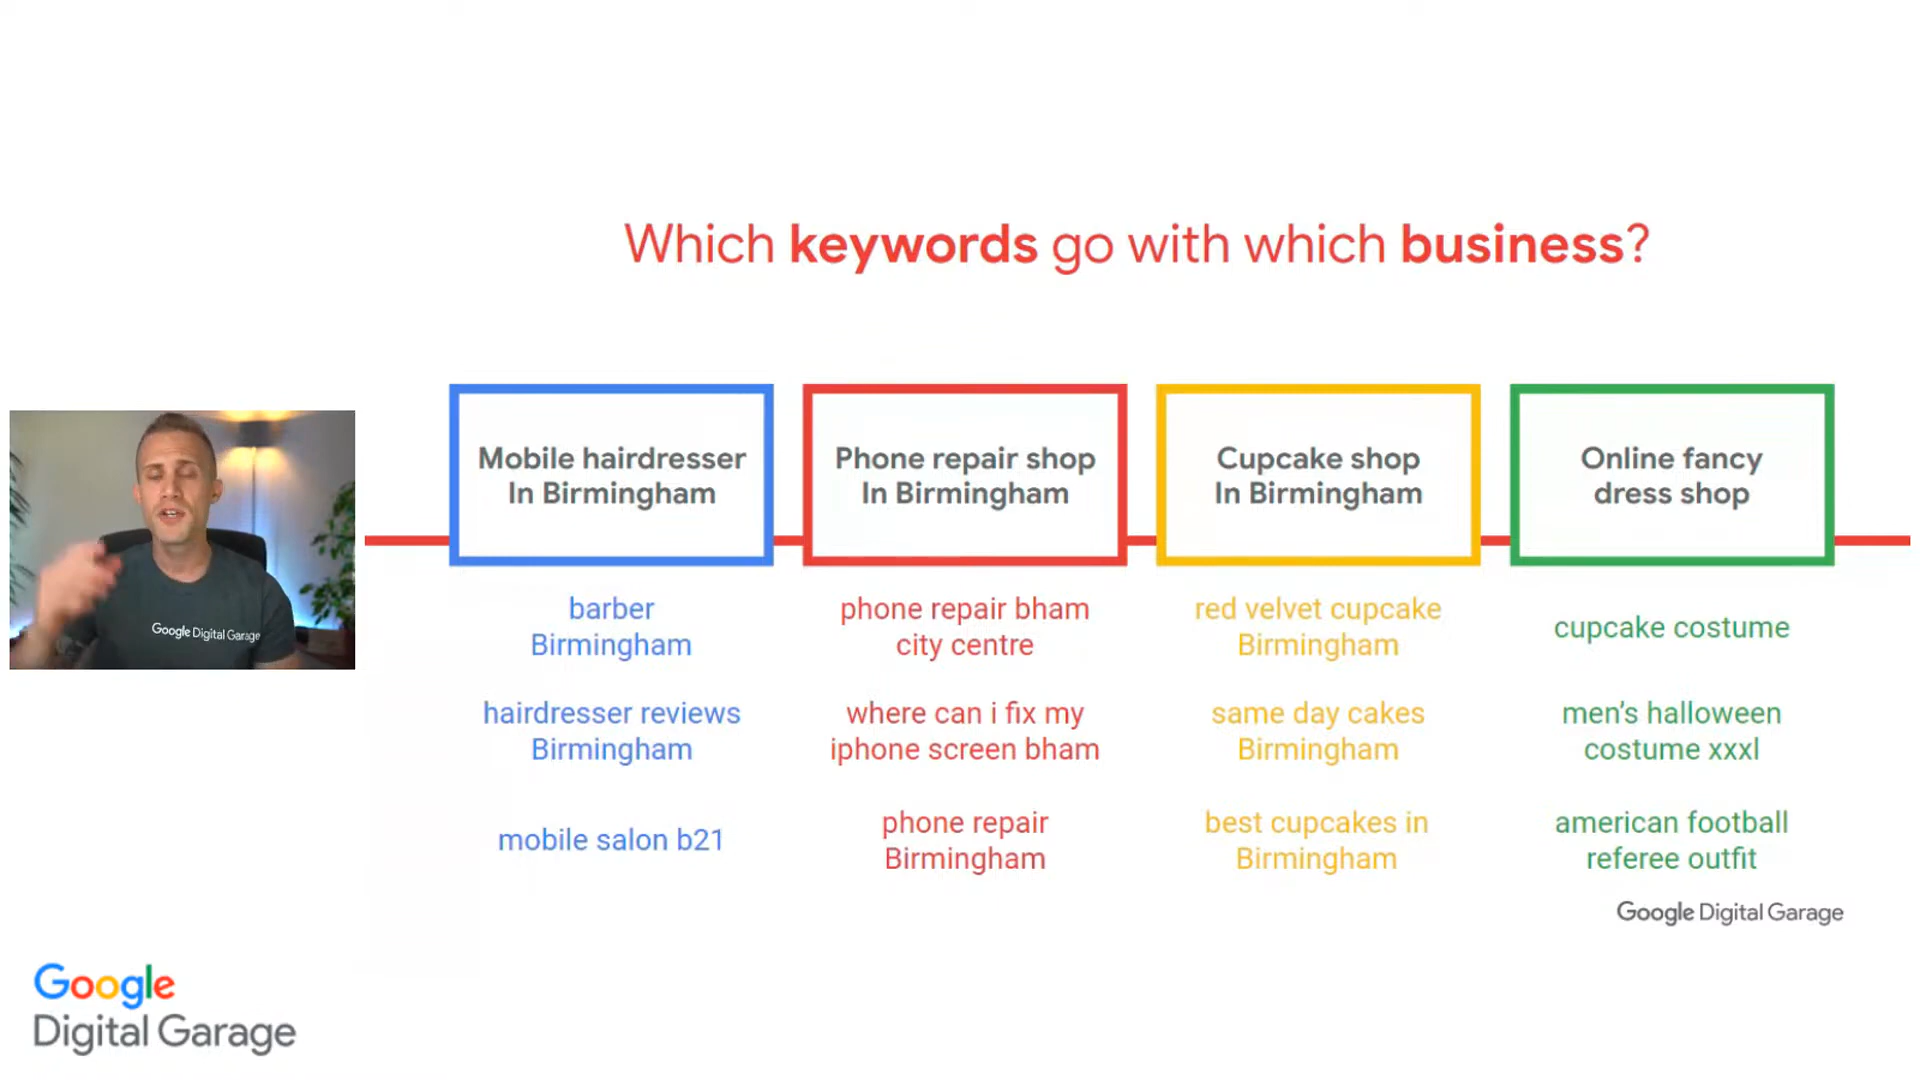 Which keywords go with which business?
Mobile hairdresser
In Birmingham
Phone repair shop
In Birmingham
Cupcake shop
In Birmingham
Online fancy
dress shop
barber
Birmingham
phone repair bham
city centre
red velvet cupcake
Birmingham
cupcake costume
hairdresser reviews
Birmingham
where can i fix my
iphone screen bham
same day cakes
Birmingham
men’s halloween
costume xxxl
mobile salon b21
phone repair
Birmingham
best cupcakes in
Birmingham
american football
referee outfit
Google Digital Garage
Google Digital Garage
Google
Digital Garage